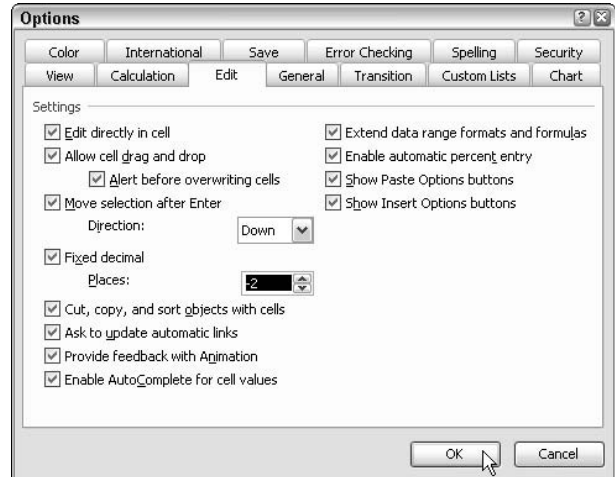 Options
Color International Save Error Checking Spelling Security
View Calculation Edit General Transition Custom Lists Chart
Settings
Edit directly in cell
Allow cell drag and drop
Alert before overwriting cells
Move selection after Enter
Direction: Down
Fixed decimal
Places: -2
Cut, copy, and sort objects with cells
Ask to update automatic links
Provide feedback with Animation
Enable AutoComplete for cell values
Extend data range formats and formulas
Enable automatic percent entry
Show Paste Options buttons
Show Insert Options buttons
OK Cancel